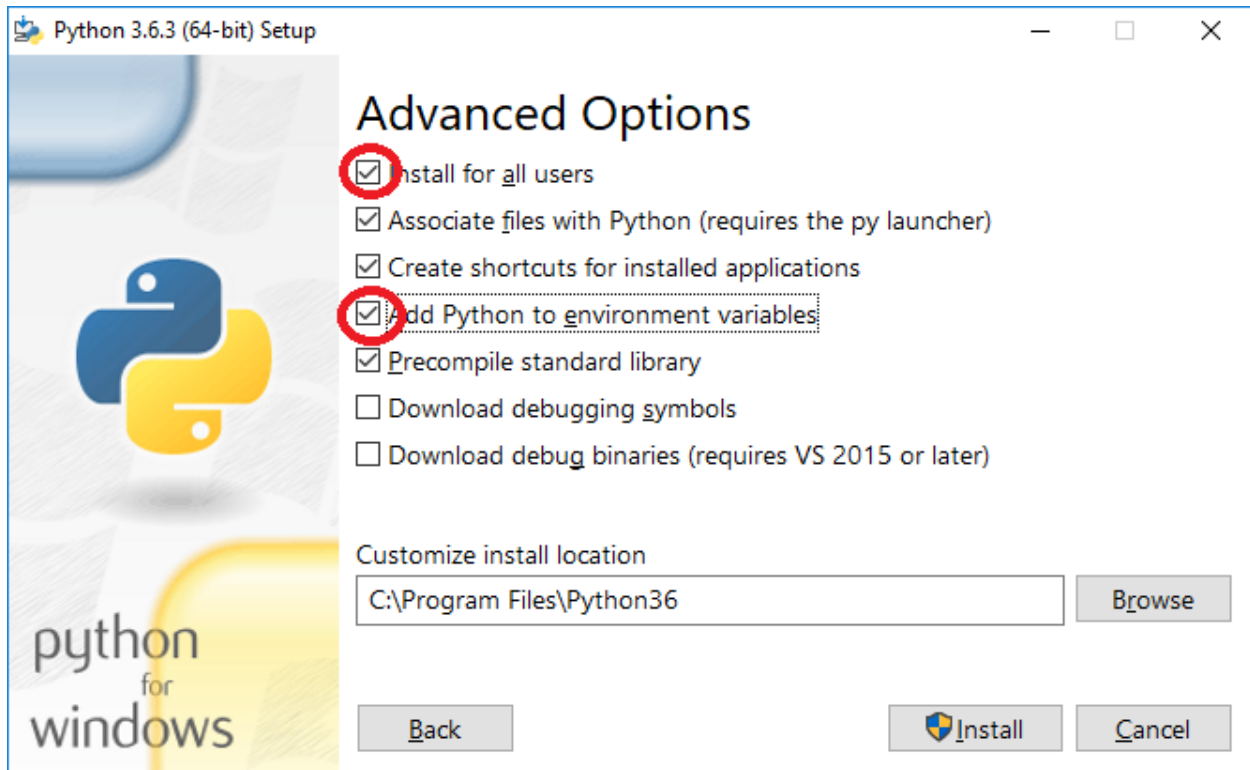 Python 3.6.3 (64-bit) Setup
Advanced Options
Install for all users
Associate files with Python (requires the py launcher)
Create shortcuts for installed applications
Add Python to environment variables
Precompile standard library
Download debugging symbols
Download debug binaries (requires VS 2015 or later)
Customize install location
C:\Program Files\Python36
Browse
python
for
windows
Back
Install
Cancel